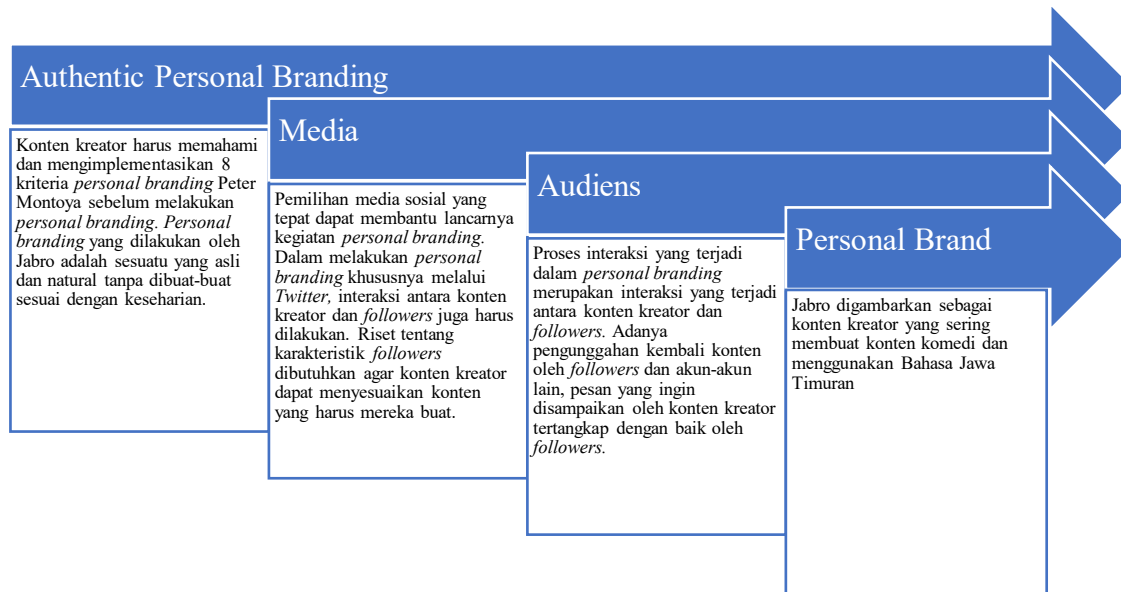 Authentic Personal Branding
Konten kreator harus memahami
dan mengimplementasikan 8
kriteria personal branding Peter
Montoya sebelum melakukan
personal branding. Personal
branding yang dilakukan oleh
Jabro adalah sesuatu yang asli
dan natural tanpa dibuat-buat
sesuai dengan keseharian.
Media
Pemilihan media sosial yang
tepat dapat membantu lancarnya
kegiatan personal branding.
Dalam melakukan personal
branding khususnya melalui
Twitter, interaksi antara konten
kreator dan followers juga harus
dilakukan. Riset tentang
karakteristik followers
dibutuhkan agar konten kreator
dapat menyesuaikan konten
yang harus mereka buat.
Audiens
Proses interaksi yang terjadi
dalam personal branding
merupakan interaksi yang terjadi
antara konten kreator dan
followers. Adanya
pengunggahan kembali konten
oleh followers dan akun-akun
lain, pesan yang ingin
disampaikan oleh konten kreator
tertangkap dengan baik oleh
followers.
Personal Brand
Jabro digambarkan sebagai
konten kreator yang sering
membuat konten komedi dan
menggunakan Bahasa Jawa
Timuran